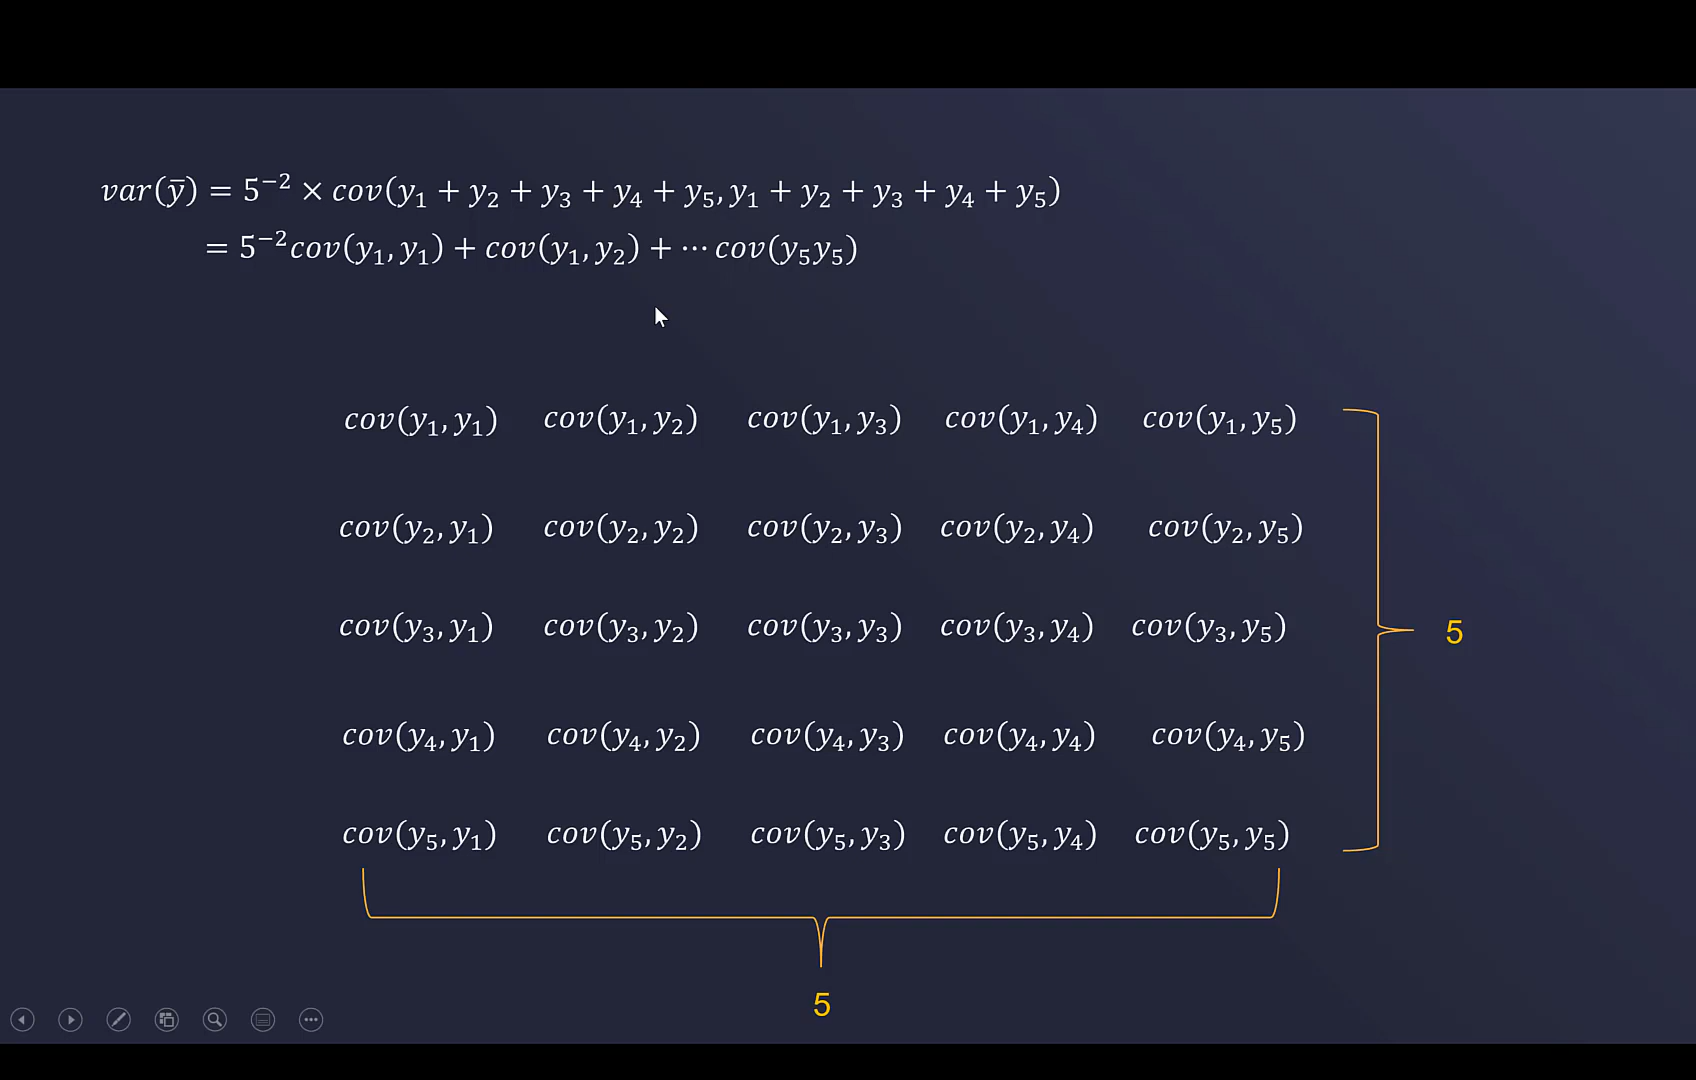 var(ȳ) = 5⁻² × cov(y₁ + y₂ + y₃ + y₄ + y₅, y₁ + y₂ + y₃ + y₄ + y₅)
= 5⁻²cov(y₁, y₁) + cov(y₁, y₂) + ⋯ cov(y₅y₅)
cov(y₁, y₁) cov(y₁, y₂) cov(y₁, y₃) cov(y₁, y₄) cov(y₁, y₅)
cov(y₂, y₁) cov(y₂, y₂) cov(y₂, y₃) cov(y₂, y₄) cov(y₂, y₅)
cov(y₃, y₁) cov(y₃, y₂) cov(y₃, y₃) cov(y₃, y₄) cov(y₃, y₅)
5
cov(y₄, y₁) cov(y₄, y₂) cov(y₄, y₃) cov(y₄, y₄) cov(y₄, y₅)
cov(y₅, y₁) cov(y₅, y₂) cov(y₅, y₃) cov(y₅, y₄) cov(y₅, y₅)
5